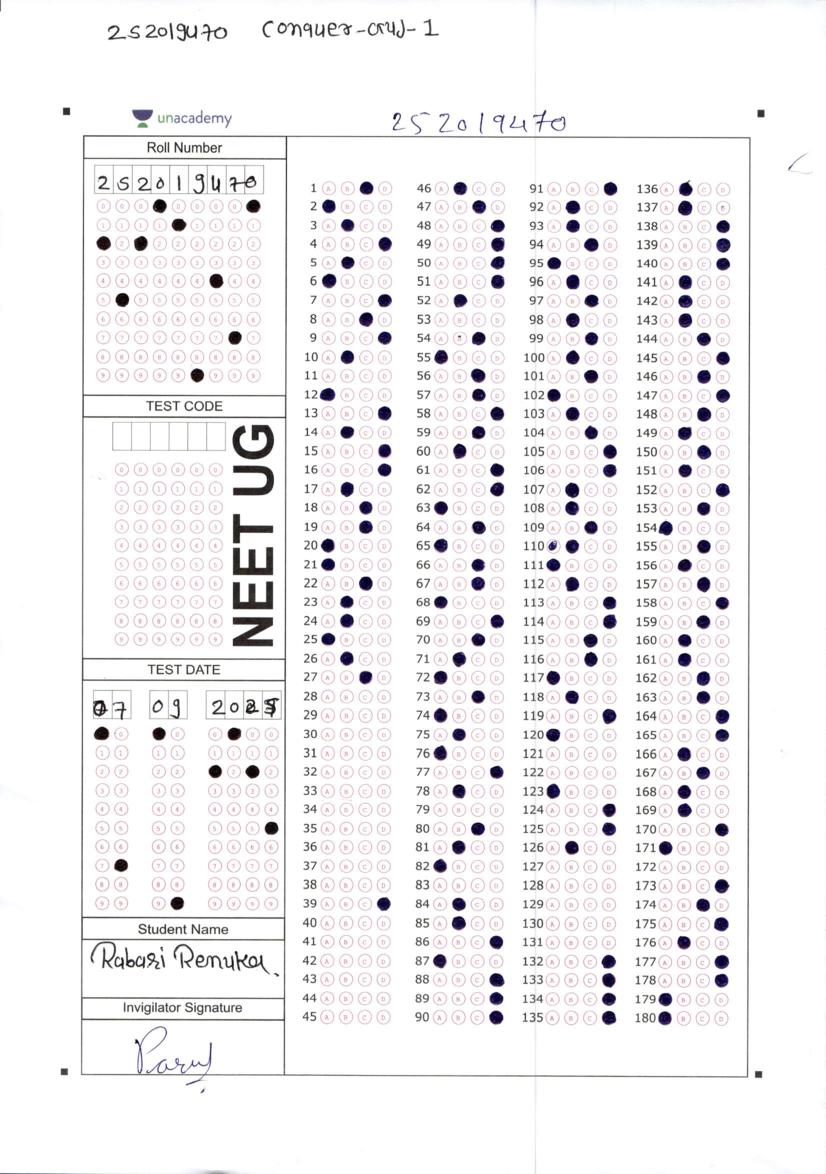 252019470 Conquer-cruj-1
unacademy
252019470
Roll Number
2 5 2 0 1 9 4 7 0
TEST CODE
NEET UG
TEST DATE
07 09 2025
Student Name
Rabari Renuka.
Invigilator Signature
Paruj
1 46 91 136
2 47 92 137
3 48 93 138
4 49 94 139
5 50 95 140
6 51 96 141
7 52 97 142
8 53 98 143
9 54 99 144
10 55 100 145
11 56 101 146
12 57 102 147
13 58 103 148
14 59 104 149
15 60 105 150
16 61 106 151
17 62 107 152
18 63 108 153
19 64 109 154
20 65 110 155
21 66 111 156
22 67 112 157
23 68 113 158
24 69 114 159
25 70 115 160
26 71 116 161
27 72 117 162
28 73 118 163
29 74 119 164
30 75 120 165
31 76 121 166
32 77 122 167
33 78 123 168
34 79 124 169
35 80 125 170
36 81 126 171
37 82 127 172
38 83 128 173
39 84 129 174
40 85 130 175
41 86 131 176
42 87 132 177
43 88 133 178
44 89 134 179
45 90 135 180